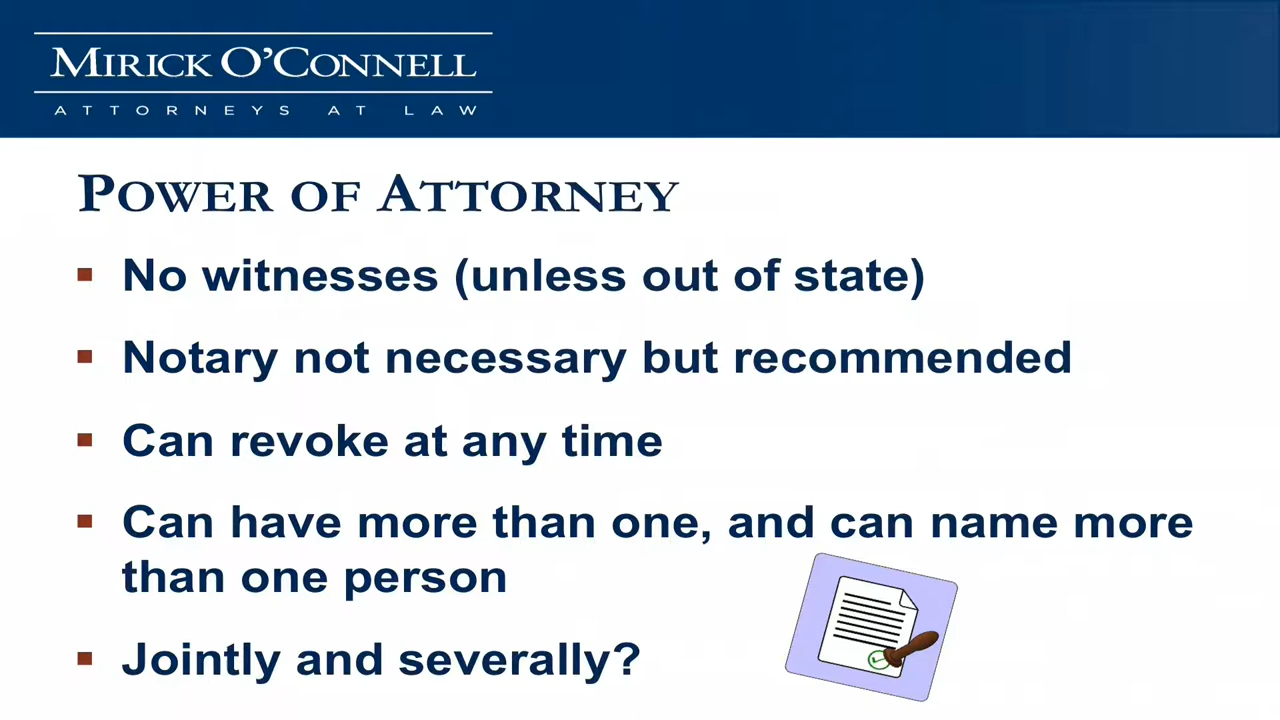 MIRICK O'CONNELL
ATTORNEYS AT LAW
POWER OF ATTORNEY
▪ No witnesses (unless out of state)
▪ Notary not necessary but recommended
▪ Can revoke at any time
▪ Can have more than one, and can name more
than one person
▪ Jointly and severally?